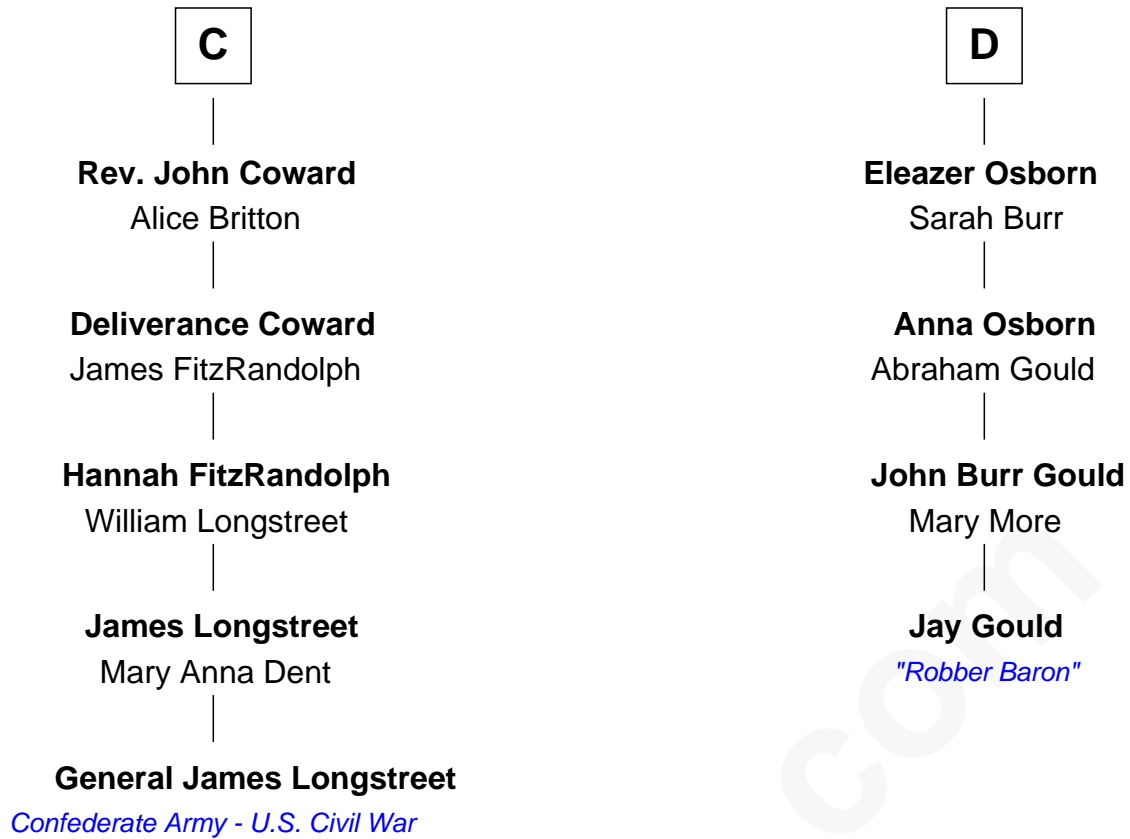 C
Rev. John Coward
Alice Britton
Deliverance Coward
James FitzRandolph
Hannah FitzRandolph
William Longstreet
James Longstreet
Mary Anna Dent
General James Longstreet
Confederate Army - U.S. Civil War
D
Eleazer Osborn
Sarah Burr
Anna Osborn
Abraham Gould
John Burr Gould
Mary More
Jay Gould
"Robber Baron"
com